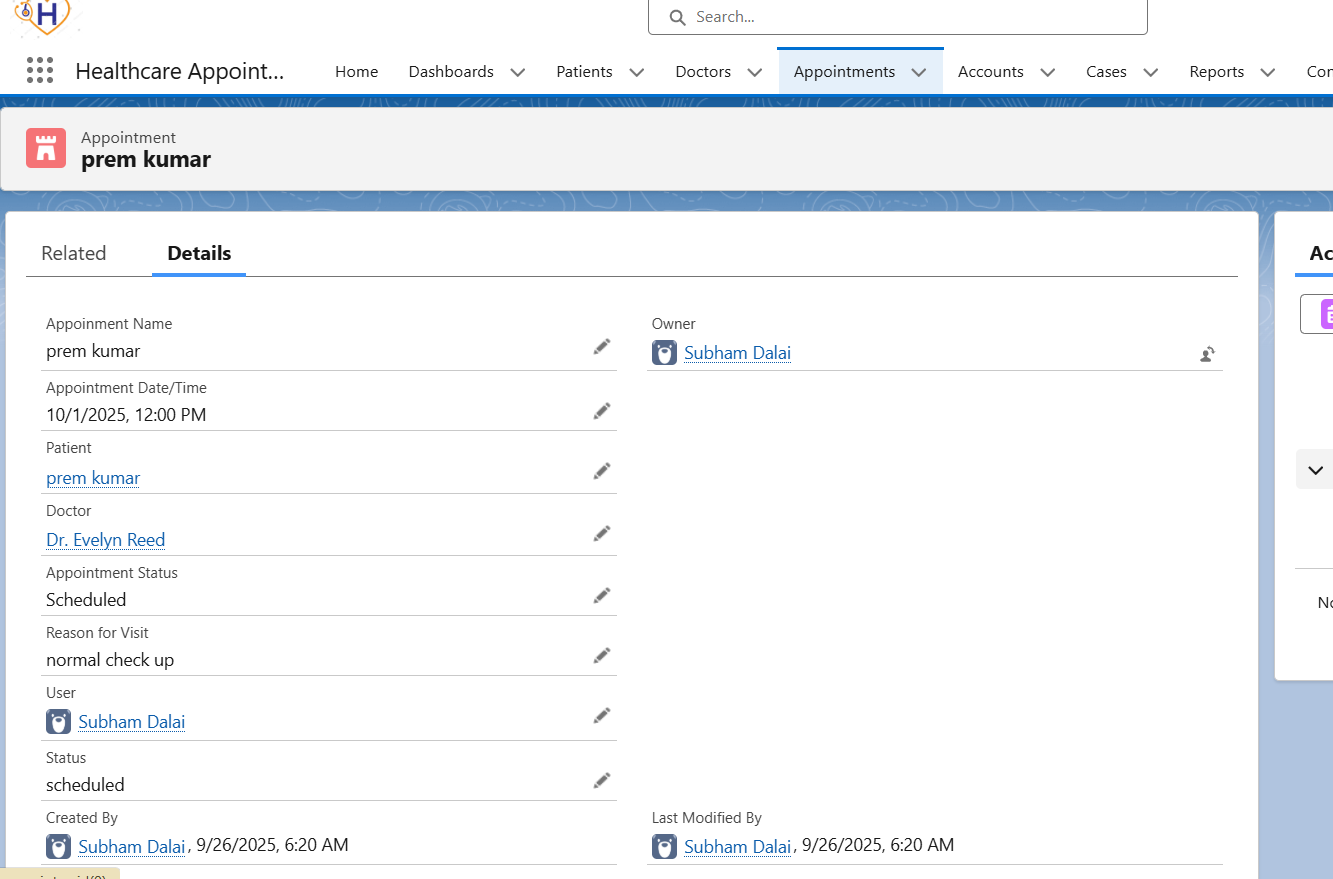 H
Search...
Healthcare Appoint...
Home
Dashboards
Patients
Doctors
Appointments
Accounts
Cases
Reports
Appointment
prem kumar
Related
Details
Appoinment Name
prem kumar
Owner
Subham Dalai
Appointment Date/Time
10/1/2025, 12:00 PM
Patient
prem kumar
Doctor
Dr. Evelyn Reed
Appointment Status
Scheduled
Reason for Visit
normal check up
User
Subham Dalai
Status
scheduled
Created By
Subham Dalai, 9/26/2025, 6:20 AM
Last Modified By
Subham Dalai, 9/26/2025, 6:20 AM